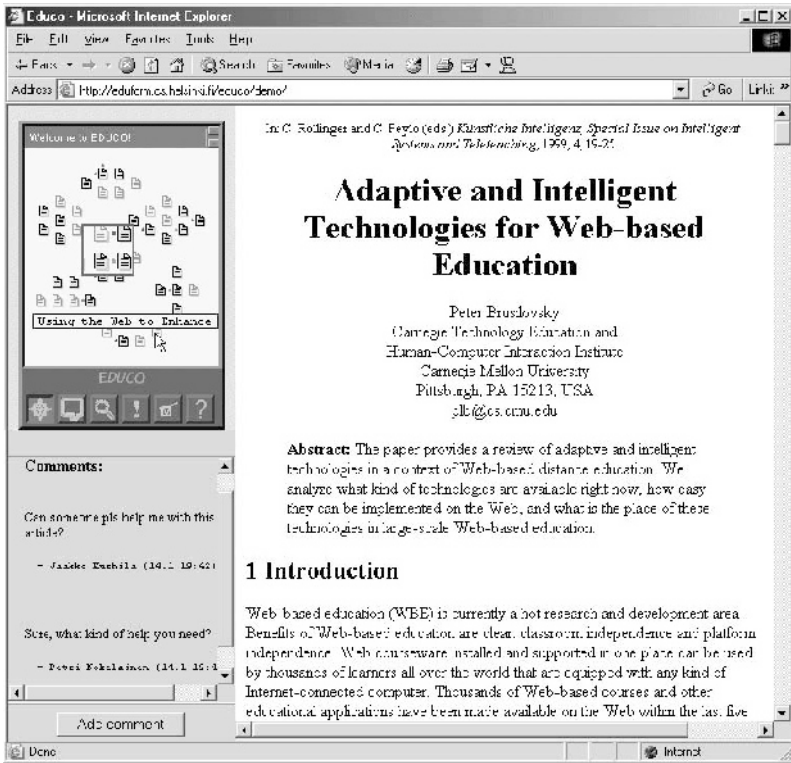 Educo - Microsoft Internet Explorer
File Edit View Favorites Tools Help
Back Search Favorites Media
Address http://eduform.cs.helsinki.fi/educo/demo/ Go Links »
Welcome to EDUCO!
Using the Web to Enhance
EDUCO
Comments:
Can someone pls help me with this
article?
- Jaakko (14.1 19:42)
Sure, what kind of help you need?
- Petri (14.1
Add comment
In: C. Rollinger and C. Peylo (eds.) Künstliche Intelligenz, Special Issue on Intelligent
Systems and Teleteaching, 1999, 4, 19-25.
Adaptive and Intelligent
Technologies for Web-based
Education
Peter Brusilovsky
Carnegie Technology Education and
Human-Computer Interaction Institute
Carnegie Mellon University
Pittsburgh, PA 15213, USA
plb@cs.cmu.edu
Abstract: The paper provides a review of adaptive and intelligent
technologies in a context of Web-based distance education. We
analyze what kind of technologies are available right now, how easy
they can be implemented on the Web, and what is the place of these
technologies in large-scale Web-based education.
1 Introduction
Web-based education (WBE) is currently a hot research and development area.
Benefits of Web-based education are clear: classroom independence and platform
independence. Web courseware installed and supported in one place can be used
by thousands of learners all over the world that are equipped with any kind of
Internet-connected computer. Thousands of Web-based courses and other
educational applications have been made available on the Web within the last five
Done
Internet